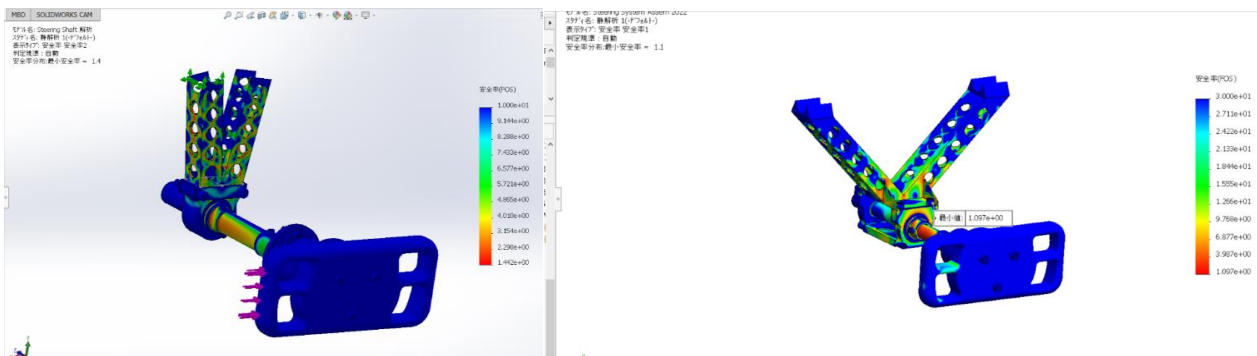 MBD
SOLIDWORKS CAM
ﾓﾃﾞﾙ名: Steering Shaft 解析
ｽﾀﾃﾞｨ名: 静解析 1(-ﾃﾞﾌｫﾙﾄ-)
表示ﾀｲﾌﾟ: 安全率 安全率2
判定規準 : 自動
安全率分布:最小安全率 = 1.4
安全率(FOS)
1.000e+01
9.144e+00
8.288e+00
7.433e+00
6.577e+00
5.721e+00
4.865e+00
4.010e+00
3.154e+00
2.298e+00
1.442e+00
ﾓﾃﾞﾙ名: Steering System Assem 2022
ｽﾀﾃﾞｨ名: 静解析 1(-ﾃﾞﾌｫﾙﾄ-)
表示ﾀｲﾌﾟ: 安全率 安全率1
判定規準 : 自動
安全率分布:最小安全率 = 1.1
最小値: 1.097e+00
安全率(FOS)
3.000e+01
2.711e+01
2.422e+01
2.133e+01
1.844e+01
1.555e+01
1.266e+01
9.768e+00
6.877e+00
3.987e+00
1.097e+00